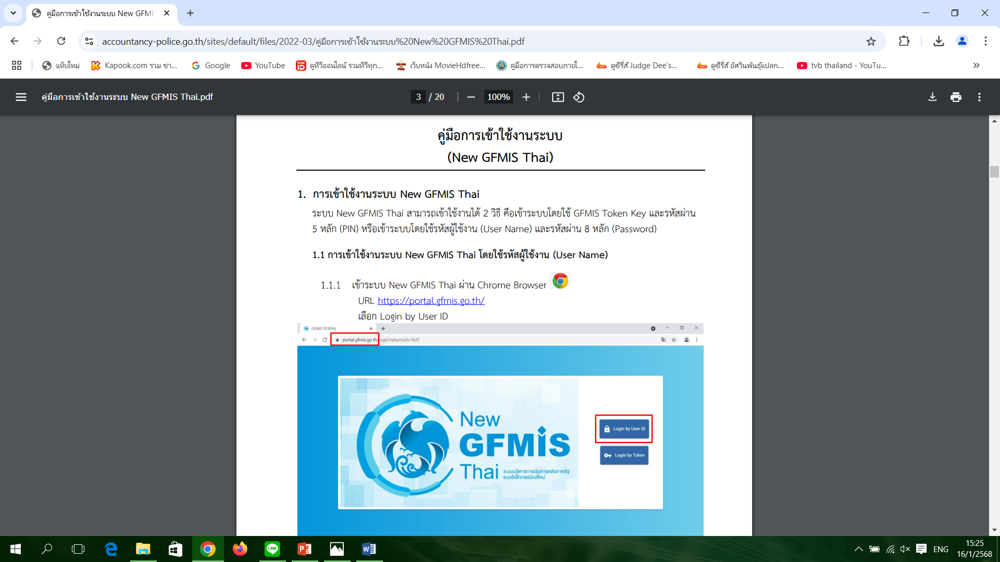 คู่มือการเข้าใช้งานระบบ New GFMIS
accountancy-police.go.th/sites/default/files/2022-03/คู่มือการเข้าใช้งานระบบ%20New%20GFMIS%20Thai.pdf
แท็บใหม่ Kapook.com รวม ข่า... Google YouTube ดูทีวีออนไลน์ รวมทีวีทุก... เว็บหนัง MovieHdfree... คู่มือการตรวจสอบภายใ... ดูซีรี่ส์ Judge Dee's... ดูซีรี่ส์ อัศวินพันธุ์แปลก... tvb thailand - YouTu...
คู่มือการเข้าใช้งานระบบ New GFMIS Thai.pdf 3 / 20 100%
คู่มือการเข้าใช้งานระบบ
(New GFMIS Thai)
1. การเข้าใช้งานระบบ New GFMIS Thai
ระบบ New GFMIS Thai สามารถเข้าใช้งานได้ 2 วิธี คือเข้าระบบโดยใช้ GFMIS Token Key และรหัสผ่าน
5 หลัก (PIN) หรือเข้าระบบโดยใช้รหัสผู้ใช้งาน (User Name) และรหัสผ่าน 8 หลัก (Password)
1.1 การเข้าใช้งานระบบ New GFMIS Thai โดยใช้รหัสผู้ใช้งาน (User Name)
1.1.1 เข้าระบบ New GFMIS Thai ผ่าน Chrome Browser
URL https://portal.gfmis.go.th/
เลือก Login by User ID
GFMIS PORTAL
portal.gfmis.go.th/login?returnUrl=%2F
New
GFMIS
Thai ระบบบริหารการเงินการคลังภาครัฐ
แบบอิเล็กทรอนิกส์ใหม่
Login by User ID
Login by Token
ENG
15:25
16/1/2568